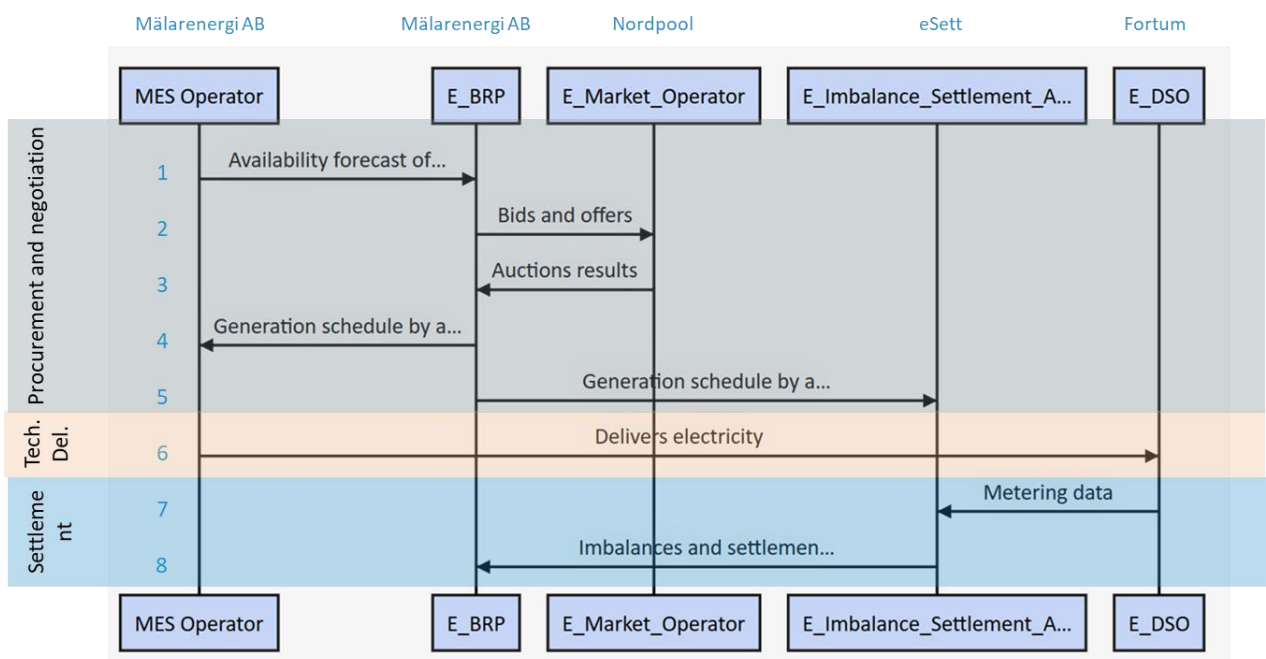 Mälarenergi AB
Mälarenergi AB
Nordpool
eSett
Fortum
MES Operator
E_BRP
E_Market_Operator
E_Imbalance_Settlement_A...
E_DSO
Procurement and negotiation
1
Availability forecast of...
2
Bids and offers
3
Auctions results
4
Generation schedule by a...
5
Generation schedule by a...
Tech.
Del.
6
Delivers electricity
Settleme
nt
7
Metering data
8
Imbalances and settlemen...
MES Operator
E_BRP
E_Market_Operator
E_Imbalance_Settlement_A...
E_DSO